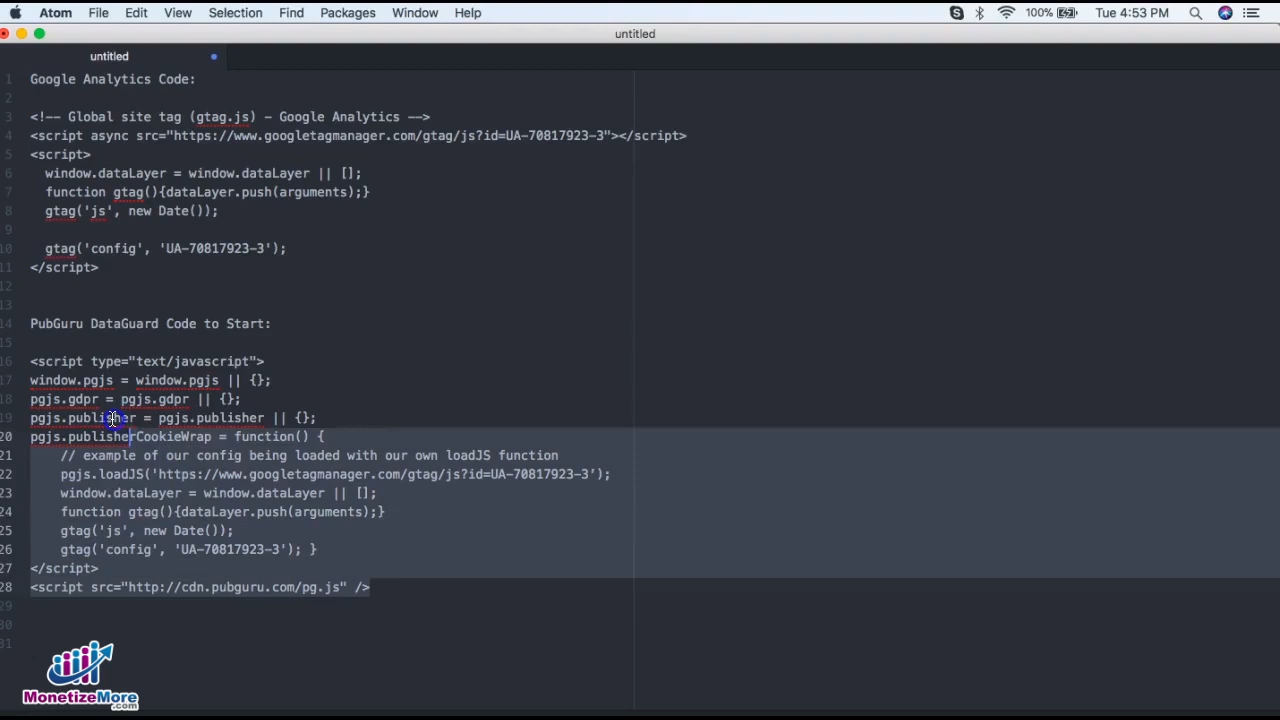 Atom File Edit View Selection Find Packages Window Help 100% Tue 4:53 PM
untitled
untitled
1 Google Analytics Code:
2
3 <!-- Global site tag (gtag.js) - Google Analytics -->
4 <script async src="https://www.googletagmanager.com/gtag/js?id=UA-70817923-3"></script>
5 <script>
6 window.dataLayer = window.dataLayer || [];
7 function gtag(){dataLayer.push(arguments);}
8 gtag('js', new Date());
9
10 gtag('config', 'UA-70817923-3');
11 </script>
12
13
14 PubGuru DataGuard Code to Start:
15
16 <script type="text/javascript">
17 window.pgjs = window.pgjs || {};
18 pgjs.gdpr = pgjs.gdpr || {};
19 pgjs.publisher = pgjs.publisher || {};
20 pgjs.publisherCookieWrap = function() {
21 // example of our config being loaded with our own loadJS function
22 pgjs.loadJS('https://www.googletagmanager.com/gtag/js?id=UA-70817923-3’);
23 window.dataLayer = window.dataLayer || [];
24 function gtag(){dataLayer.push(arguments);}
25 gtag('js', new Date());
26 gtag('config', 'UA-70817923-3'); }
27 </script>
28 <script src="http://cdn.pubguru.com/pg.js" />
29
30
31
MonetizeMore.com